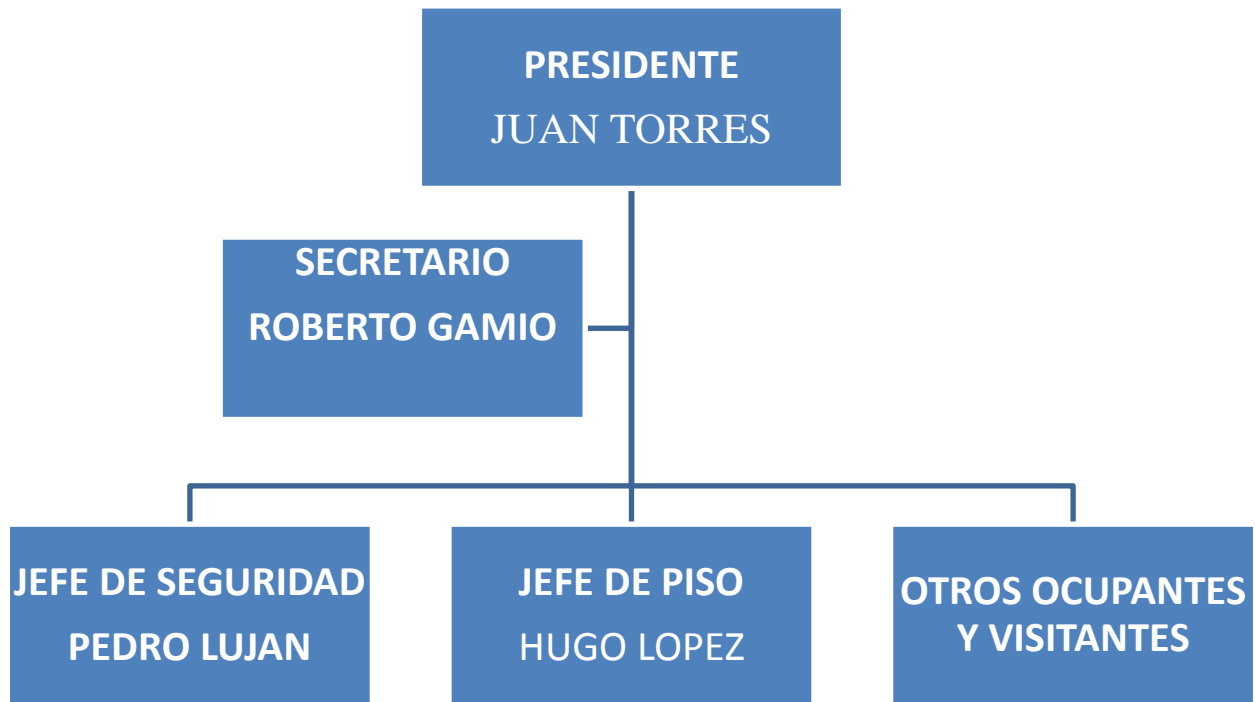 PRESIDENTE
JUAN TORRES
SECRETARIO
ROBERTO GAMIO
JEFE DE SEGURIDAD
PEDRO LUJAN
JEFE DE PISO
HUGO LOPEZ
OTROS OCUPANTES
Y VISITANTES